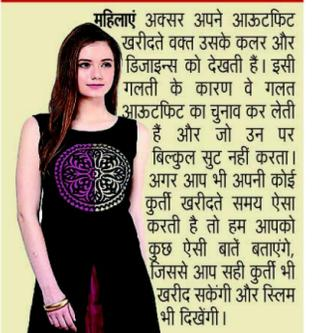 महिलाएं अक्सर अपने आऊटफिट
खरीदते वक्त उसके कलर और
डिजाइन्स को देखती हैं। इसी
गलती के कारण वे गलत
आऊटफिट का चुनाव कर लेती
हैं और जो उन पर
बिल्कुल सुट नहीं करता।
अगर आप भी अपनी कोई
कुर्ती खरीदते समय ऐसा
करती है तो हम आपको
कुछ ऐसी बातें बताएंगे,
जिससे आप सही कुर्ती भी
खरीद सकेंगी और स्लिम
भी दिखेंगी।